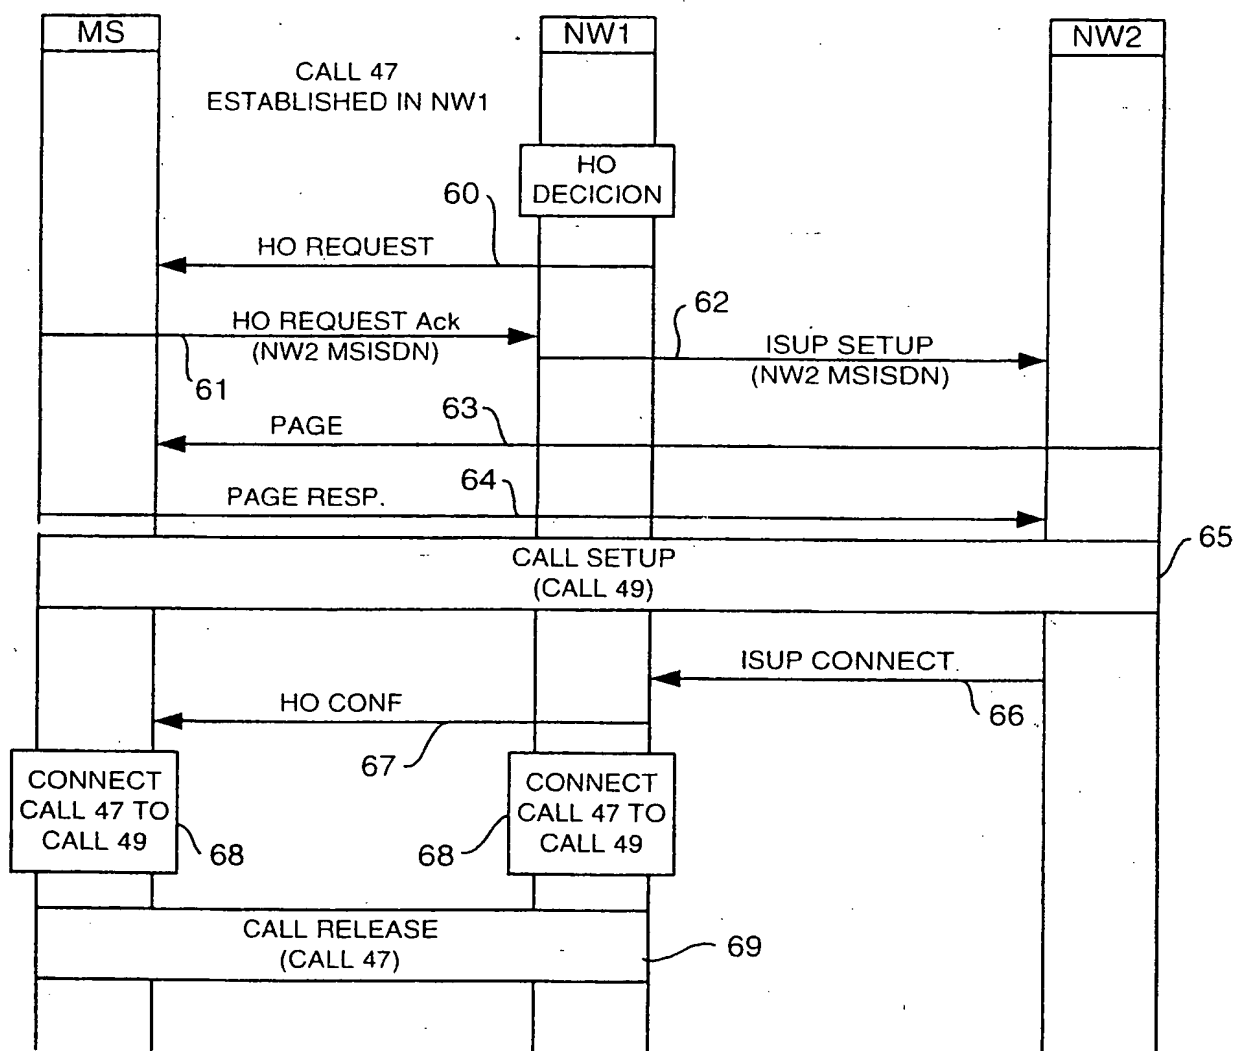 MS
NW1
NW2
CALL 47
ESTABLISHED IN NW1
HO
DECICION
60
HO REQUEST
62
HO REQUEST Ack
(NW2 MSISDN)
ISUP SETUP
(NW2 MSISDN)
61
63
PAGE
64
PAGE RESP.
65
CALL SETUP
(CALL 49)
ISUP CONNECT
66
HO CONF
67
CONNECT
CALL 47 TO
CALL 49
68
CONNECT
CALL 47 TO
CALL 49
68
CALL RELEASE
(CALL 47)
69